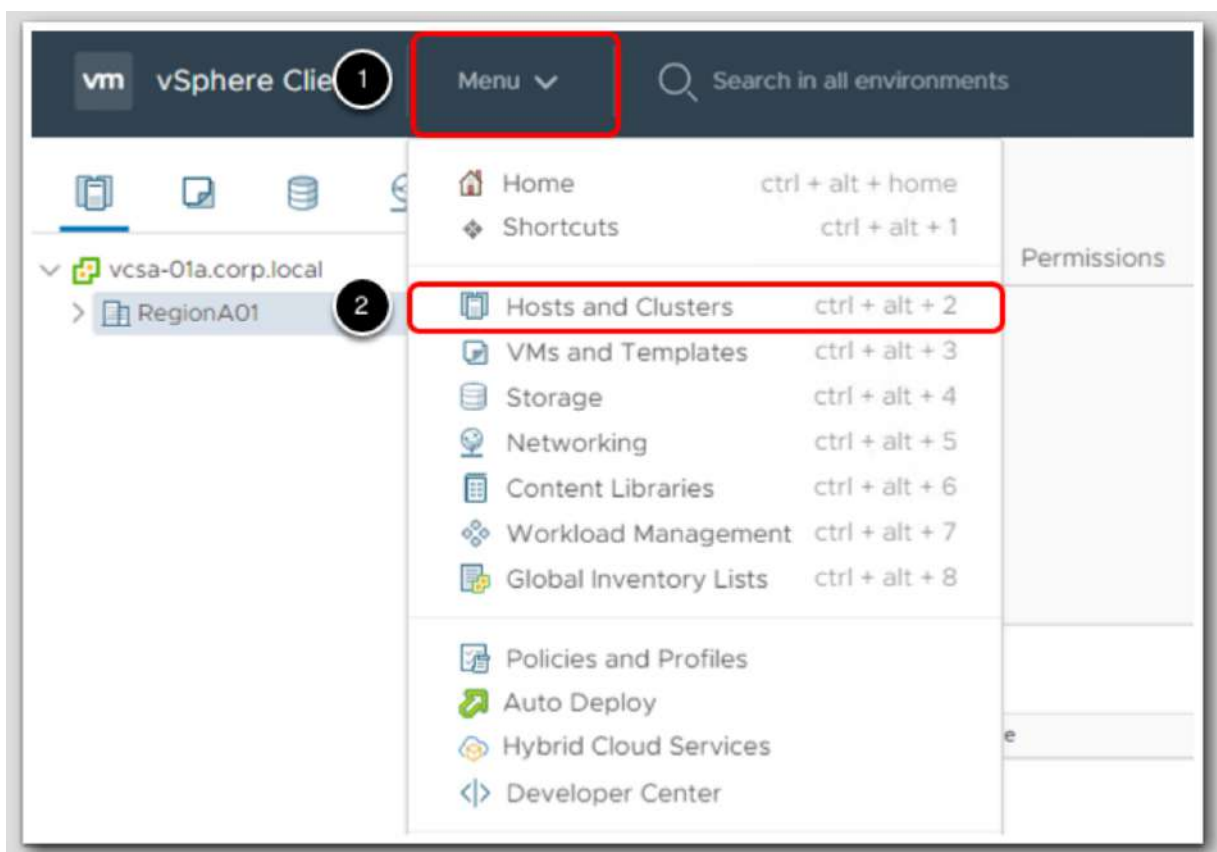 vm vSphere Clie 1 Menu Search in all environments
Home ctrl + alt + home
Shortcuts ctrl + alt + 1
Permissions
vcsa-01a.corp.local
RegionA01
2 Hosts and Clusters ctrl + alt + 2
VMs and Templates ctrl + alt + 3
Storage ctrl + alt + 4
Networking ctrl + alt + 5
Content Libraries ctrl + alt + 6
Workload Management ctrl + alt + 7
Global Inventory Lists ctrl + alt + 8
Policies and Profiles
Auto Deploy
Hybrid Cloud Services
e
Developer Center